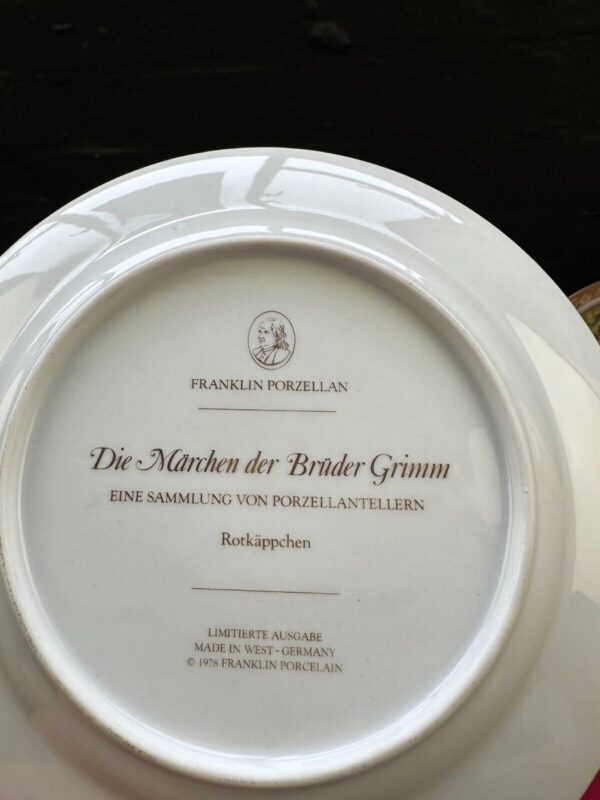 FRANKLIN PORZELLAN
Die Märchen der Brüder Grimm
EINE SAMMLUNG VON PORZELLANTELLERN
Rotkäppchen
LIMITIERTE AUSGABE
MADE IN WEST-GERMANY
© 1978 FRANKLIN PORCELAIN